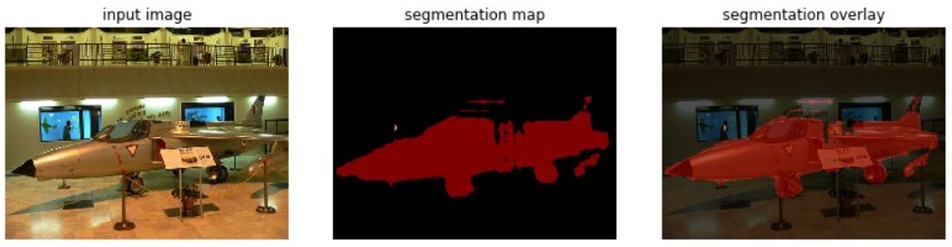 input image
segmentation map
segmentation overlay